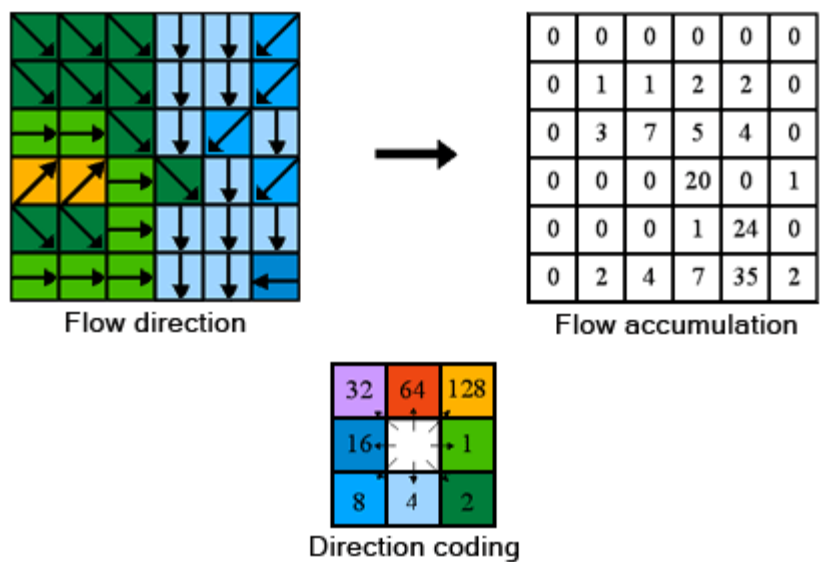 0 0 0 0 0 0
0 1 1 2 2 0
0 3 7 5 4 0
0 0 0 20 0 1
0 0 0 1 24 0
0 2 4 7 35 2
Flow direction
Flow accumulation
32 64 128
16 1
8 4 2
Direction coding